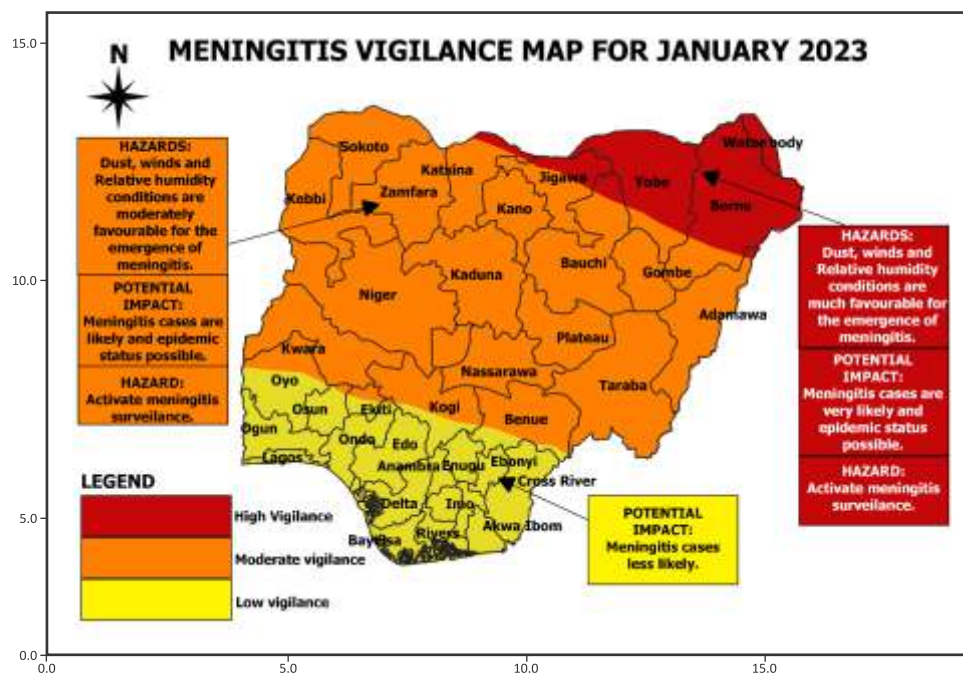 MENINGITIS VIGILANCE MAP FOR JANUARY 2023
N
15.0
10.0
5.0
0.0
0.0
5.0
10.0
15.0
HAZARDS:
Dust, winds and
Relative humidity
conditions are
moderately
favourable for the
emergence of
meningitis.
POTENTIAL
IMPACT:
Meningitis cases are
likely and epidemic
status possible.
HAZARD:
Activate meningitis
surveilance.
Sokoto
Katsina
Kebbi
Zamfara
Kano
Jigawa
Yobe
Water body
Borno
Kaduna
Bauchi
Gombe
Niger
Adamawa
Plateau
Kwara
Nassarawa
Taraba
Oyo
Osun
Ekiti
Kogi
Benue
Ogun
Ondo
Edo
Lagos
Anambra
Enugu
Ebonyi
Cross River
Delta
Imo
Akwa Ibom
Bayelsa
Rivers
HAZARDS:
Dust, winds and
Relative humidity
conditions are
much favourable for
the emergence of
meningitis.
POTENTIAL
IMPACT:
Meningitis cases are
very likely and
epidemic status
possible.
HAZARD:
Activate meningitis
surveilance.
POTENTIAL
IMPACT:
Meningitis cases
less likely.
LEGEND
High Vigilance
Moderate vigilance
Low vigilance